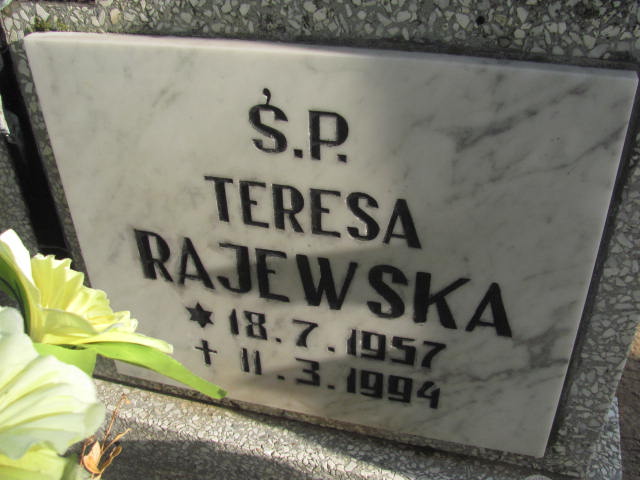 Ś.P.
TERESA
RAJEWSKA
* 18.7.1957
† 11.3.1994